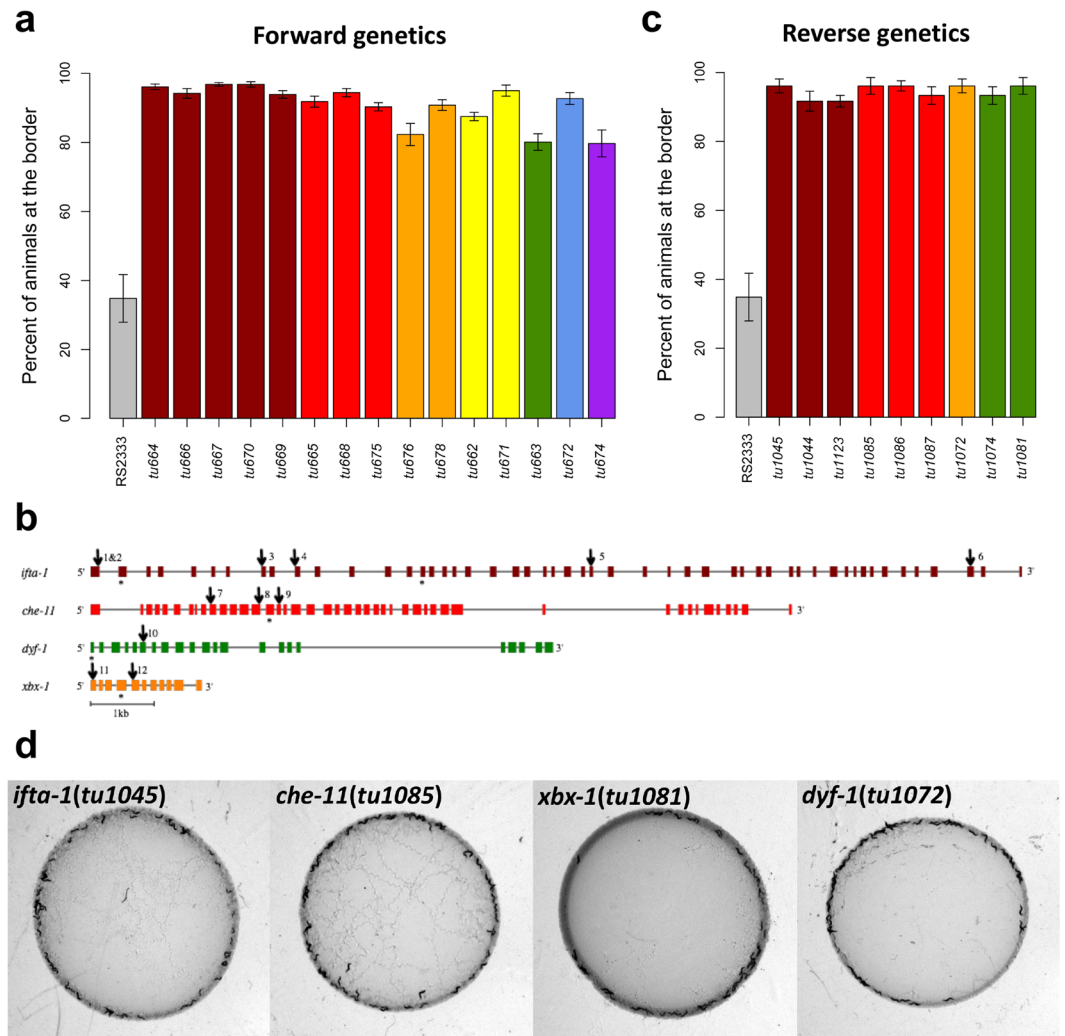 a
Forward genetics
Percent of animals at the border
0
20
40
60
80
100
RS2333
tu664
tu666
tu667
tu670
tu669
tu665
tu668
tu675
tu676
tu678
tu662
tu671
tu663
tu672
tu674
c
Reverse genetics
Percent of animals at the border
0
20
40
60
80
100
RS2333
tu1045
tu1044
tu1123
tu1085
tu1086
tu1087
tu1072
tu1074
tu1081
b
1&2 3 4 5 6
ifta-1 5' 3'
* *
7 8 9
che-11 5' 3'
*
10
dyf-1 5' 3'
*
11 12
xbx-1 5' 3'
*
1kb
d
ifta-1(tu1045) che-11(tu1085) xbx-1(tu1081) dyf-1(tu1072)